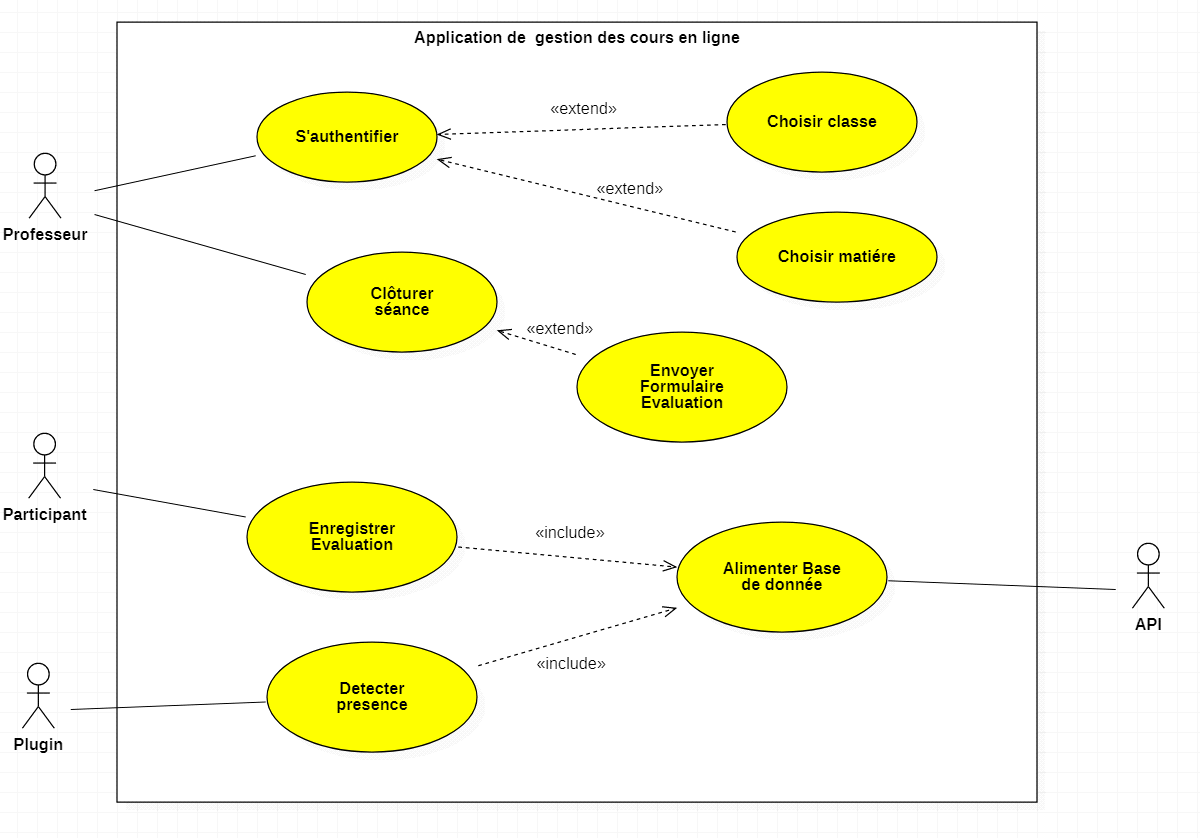 Application de  gestion des cours en ligne
«extend»
Choisir classe
S'authentifier
«extend»
Professeur
Choisir matiére
Clôturer
séance
«extend»
Envoyer
Formulaire
Evaluation
Participant
Enregistrer
Evaluation
«include»
Alimenter Base
de donnée
API
«include»
Detecter
presence
Plugin